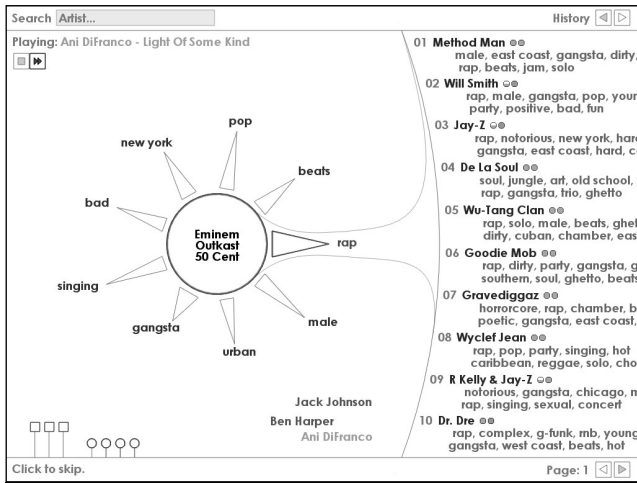 Search Artist... History
Playing: Ani DiFranco - Light Of Some Kind
pop
new york
beats
bad
Eminem
Outkast
50 Cent
rap
singing
gangsta
male
urban
Jack Johnson
Ben Harper
Ani DiFranco
01 Method Man
male, east coast, gangsta, dirty,
rap, beats, jam, solo
02 Will Smith
rap, male, gangsta, pop,
party, positive, bad, fun
03 Jay-Z
rap, notorious, new york,
gangsta, east coast, hard,
04 De La Soul
soul, jungle, art, old school,
rap, gangsta, trio, ghetto
05 Wu-Tang Clan
rap, solo, male, beats,
dirty, cuban, chamber,
06 Goodie Mob
rap, dirty, party, gangsta,
southern, soul, ghetto, beats
07 Gravediggaz
horrorcore, rap, chamber,
poetic, gangsta, east coast,
08 Wyclef Jean
rap, pop, party, singing, hot
caribbean, reggae, solo,
09 R Kelly & Jay-Z
notorious, gangsta, chicago,
rap, singing, sexual, concert
10 Dr. Dre
rap, complex, g-funk, rnb, young
gangsta, west coast, beats, hot
Click to skip. Page: 1